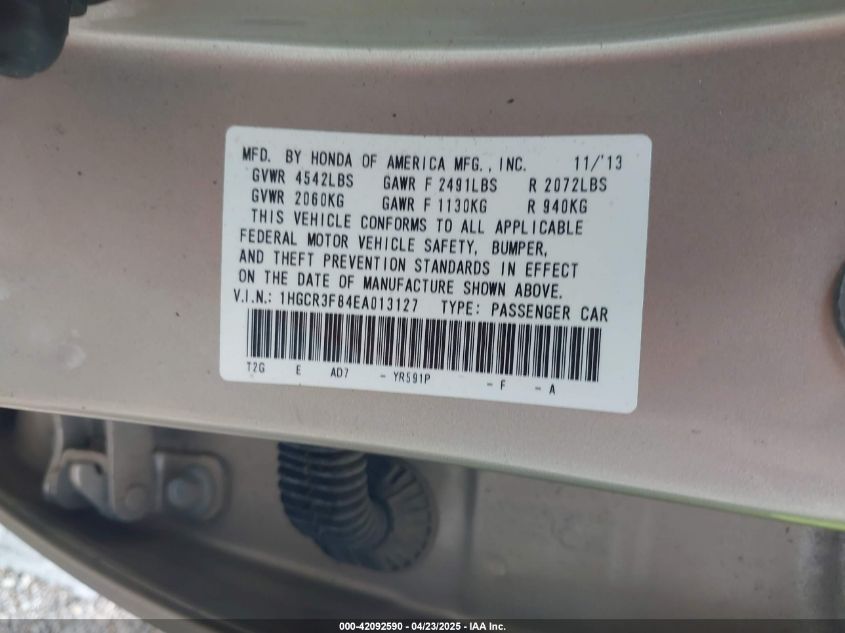 MFD. BY HONDA OF AMERICA MFG., INC. 11/'13
GVWR 4542LBS GAWR F 2491LBS R 2072LBS
GVWR 2060KG GAWR F 1130KG R 940KG
THIS VEHICLE CONFORMS TO ALL APPLICABLE
FEDERAL MOTOR VEHICLE SAFETY, BUMPER,
AND THEFT PREVENTION STANDARDS IN EFFECT
ON THE DATE OF MANUFACTURE SHOWN ABOVE.
V.I.N.: 1HGCR3F84EA013127 TYPE: PASSENGER CAR
T2G E AD7 - YR591P - F - A
000-42092590 - 04/23/2025 - IAA Inc.